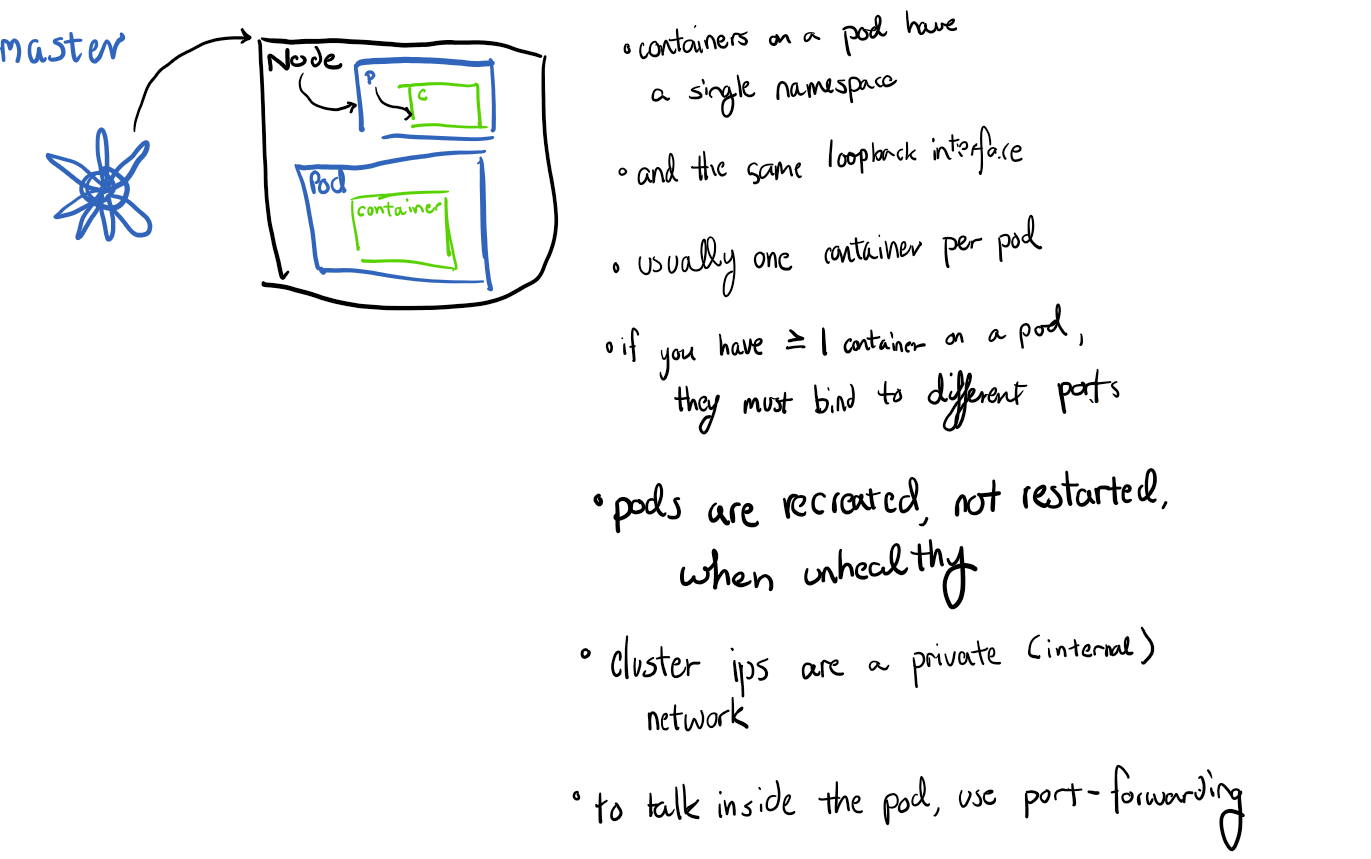 master
Node
P
C
Pod
container
• containers on a pod have
a single namespace
• and the same loopback interface
• usually one container per pod
• if you have ≥ 1 container on a pod,
they must bind to different ports
• pods are recreated, not restarted,
when unhealthy
• cluster ips are a private (internal)
network
• to talk inside the pod, use port-forwarding